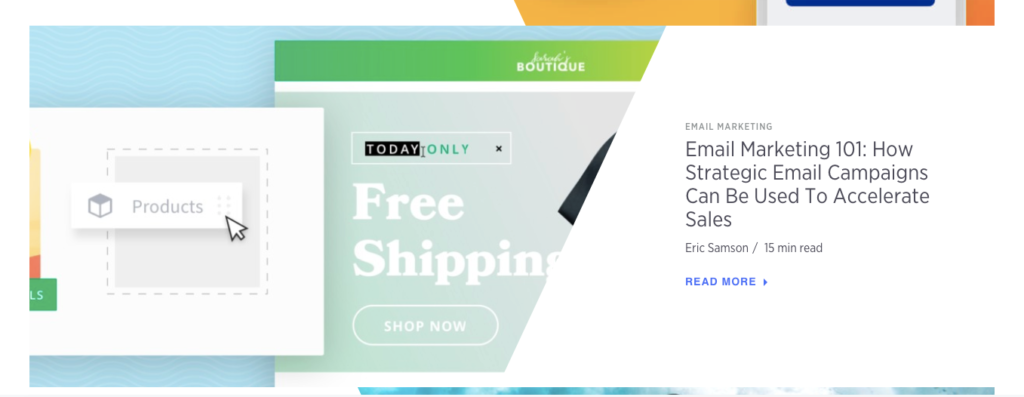 Sarah's
BOUTIQUE
TODAY ONLY ×
Free
Shipping
SHOP NOW
Products
LS
EMAIL MARKETING
Email Marketing 101: How
Strategic Email Campaigns
Can Be Used To Accelerate
Sales
Eric Samson / 15 min read
READ MORE